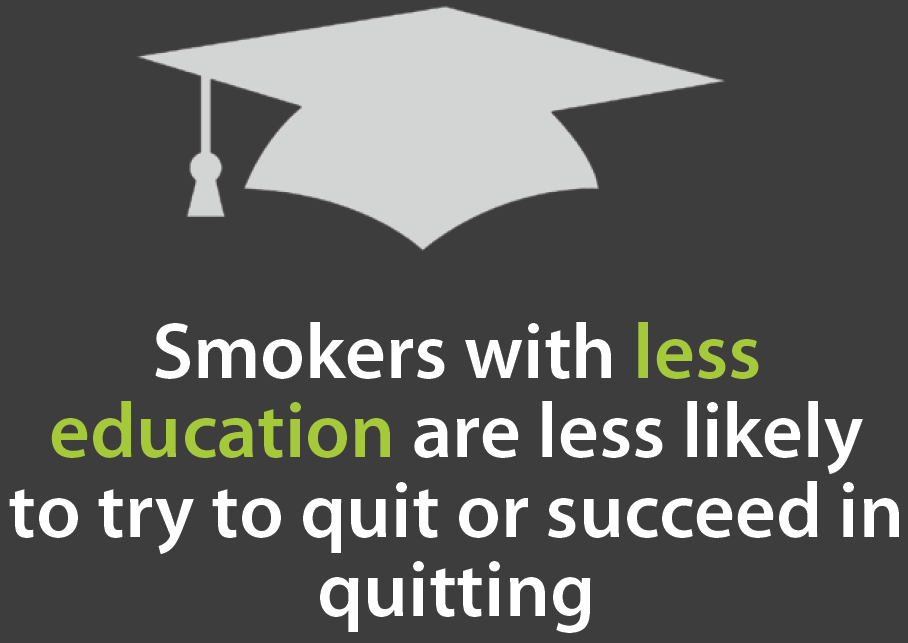 Smokers with less
education are less likely
to try to quit or succeed in
quitting